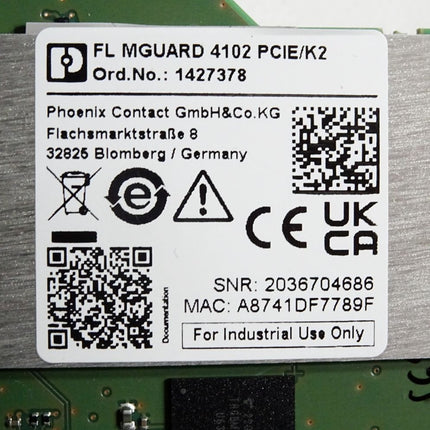 FL MGUARD 4102 PCIE/K2
Ord.No.: 1427378
Phoenix Contact GmbH&Co.KG
Flachsmarktstraße 8
32825 Blomberg / Germany
CE
UK
CA
SNR: 2036704686
MAC: A8741DF7789F
Documentation
For Industrial Use Only